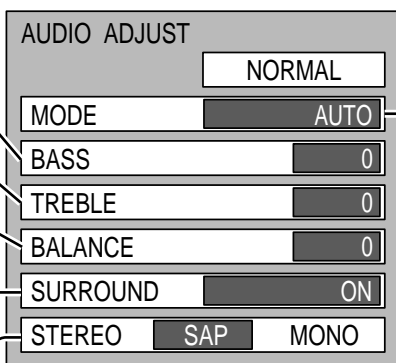 AUDIO ADJUST
NORMAL
MODE AUTO
BASS 0
TREBLE 0
BALANCE 0
SURROUND ON
STEREO SAP MONO